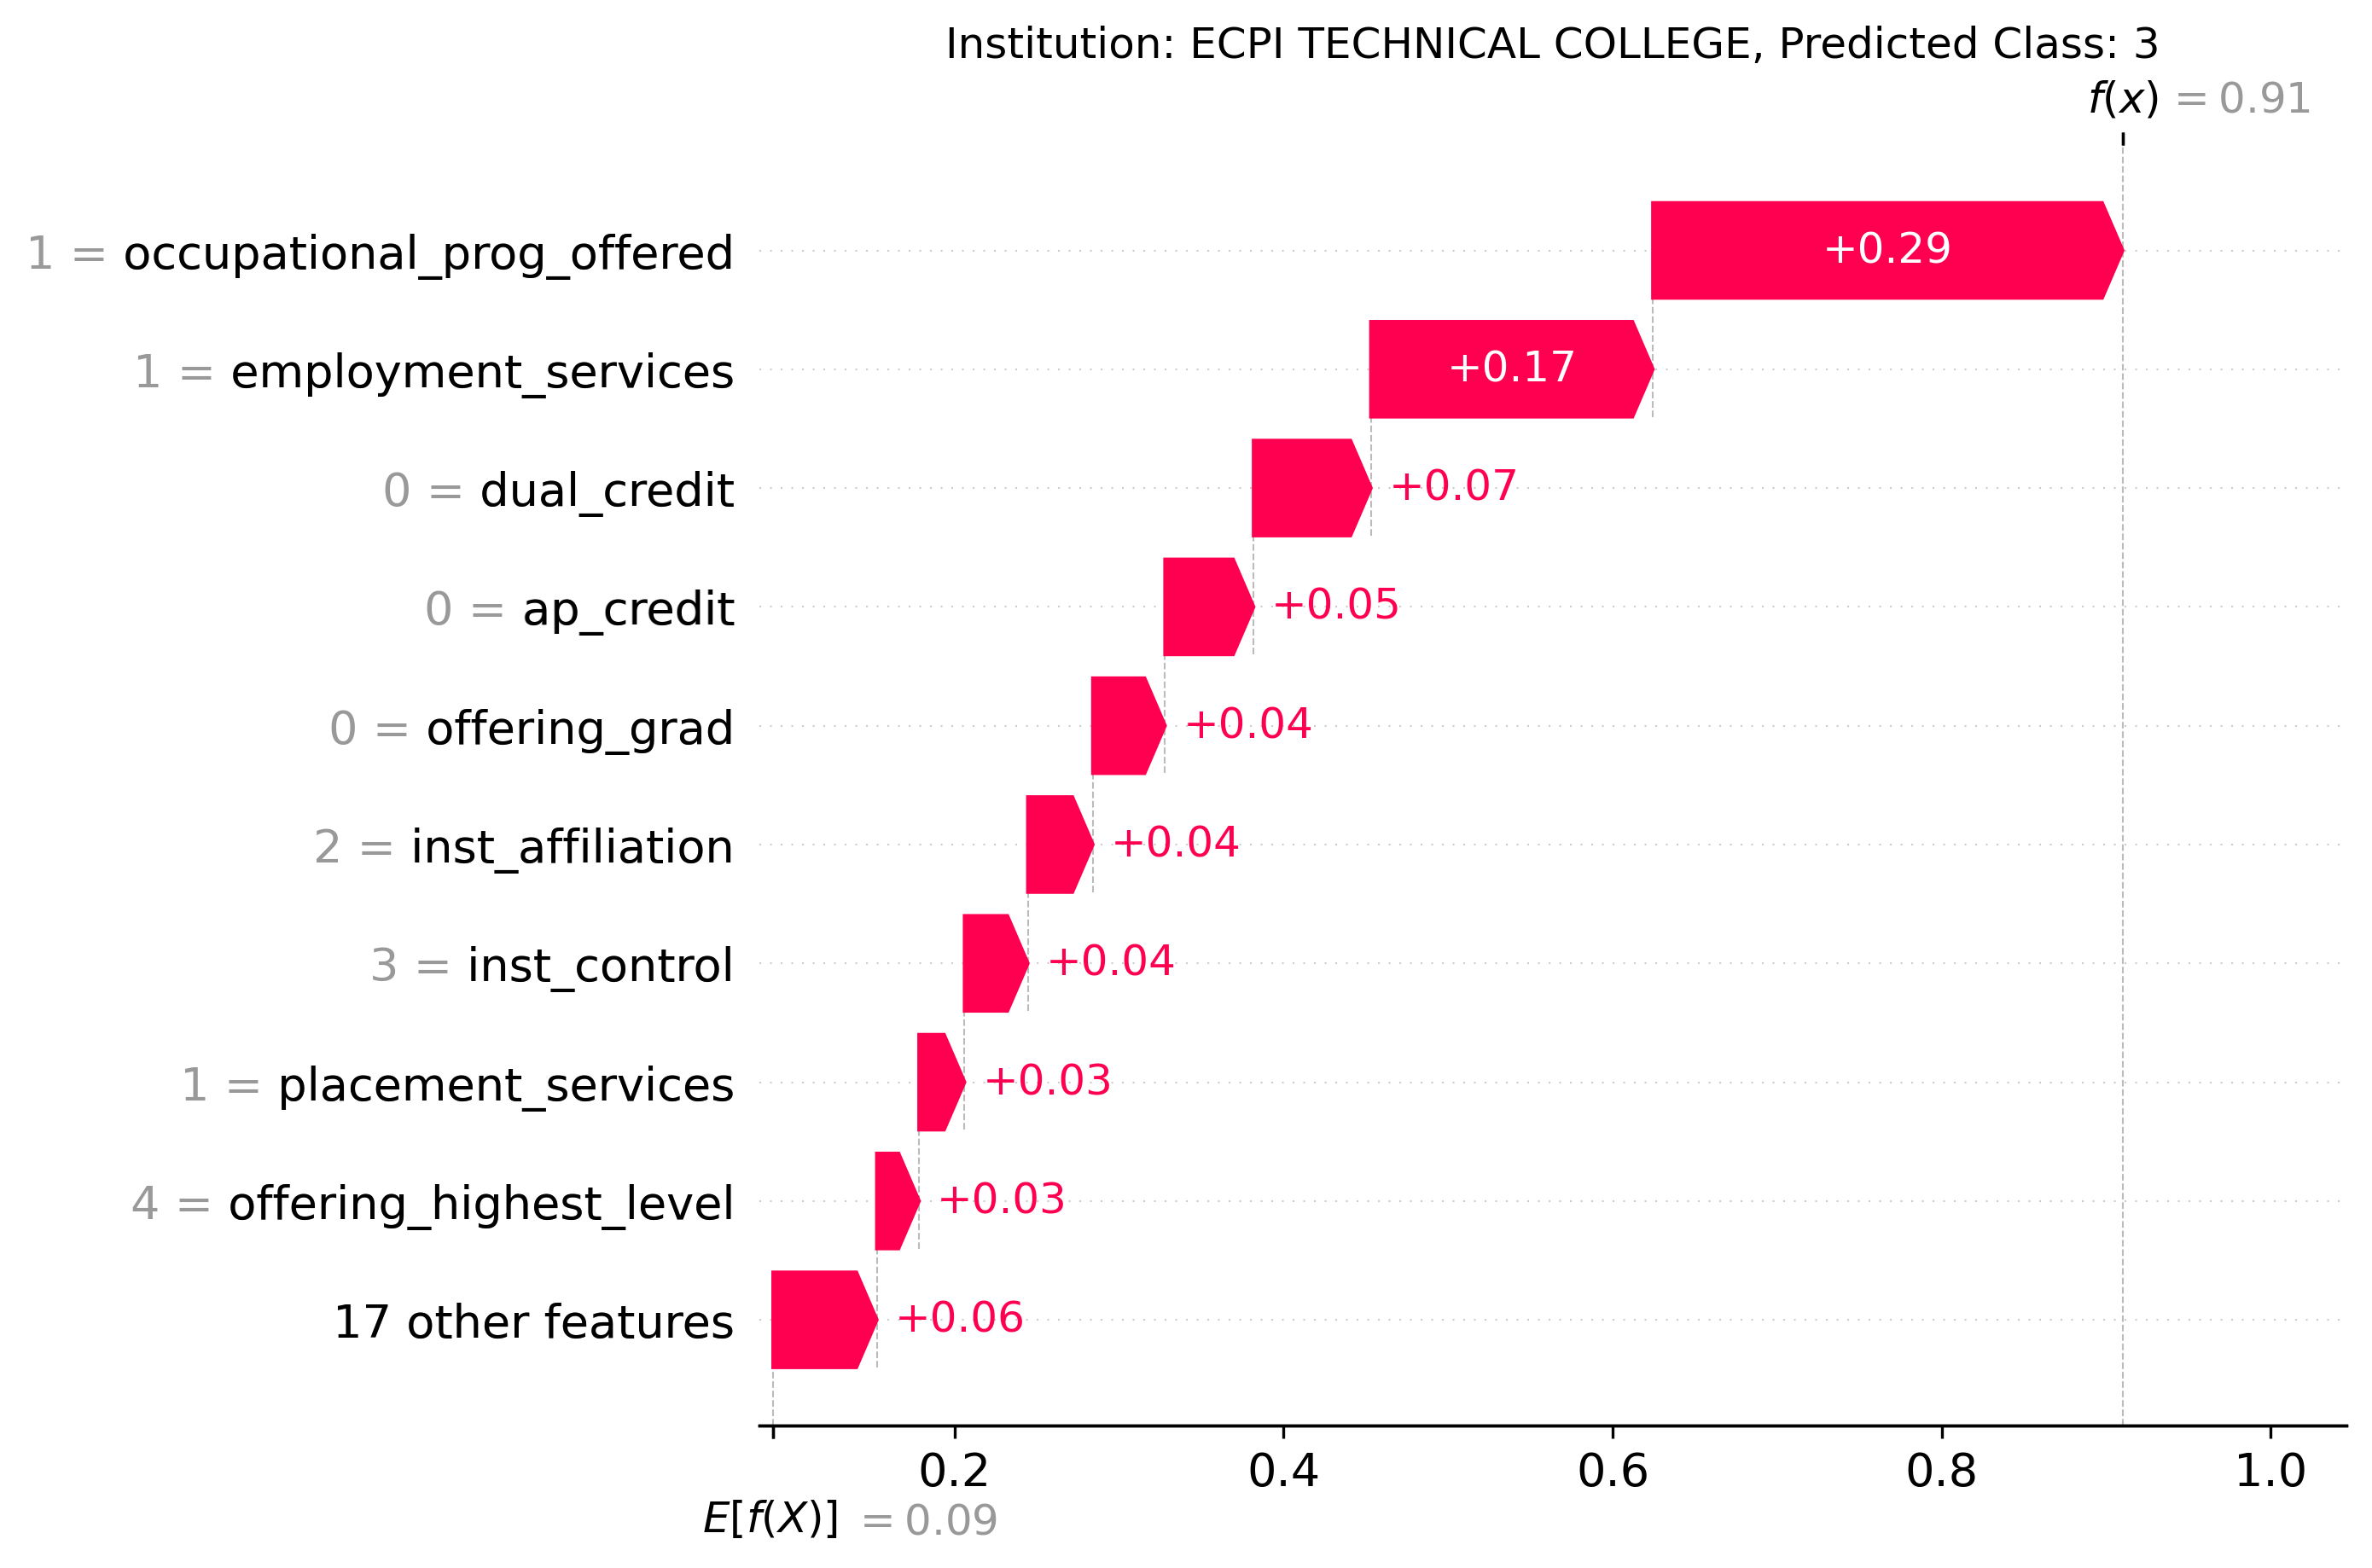 Institution: ECPI TECHNICAL COLLEGE, Predicted Class: 3
f(x) = 0.91
1 = occupational_prog_offered +0.29
1 = employment_services +0.17
0 = dual_credit +0.07
0 = ap_credit +0.05
0 = offering_grad +0.04
2 = inst_affiliation +0.04
3 = inst_control +0.04
1 = placement_services +0.03
4 = offering_highest_level +0.03
17 other features +0.06
0.2 0.4 0.6 0.8 1.0
E[f(X)] = 0.09